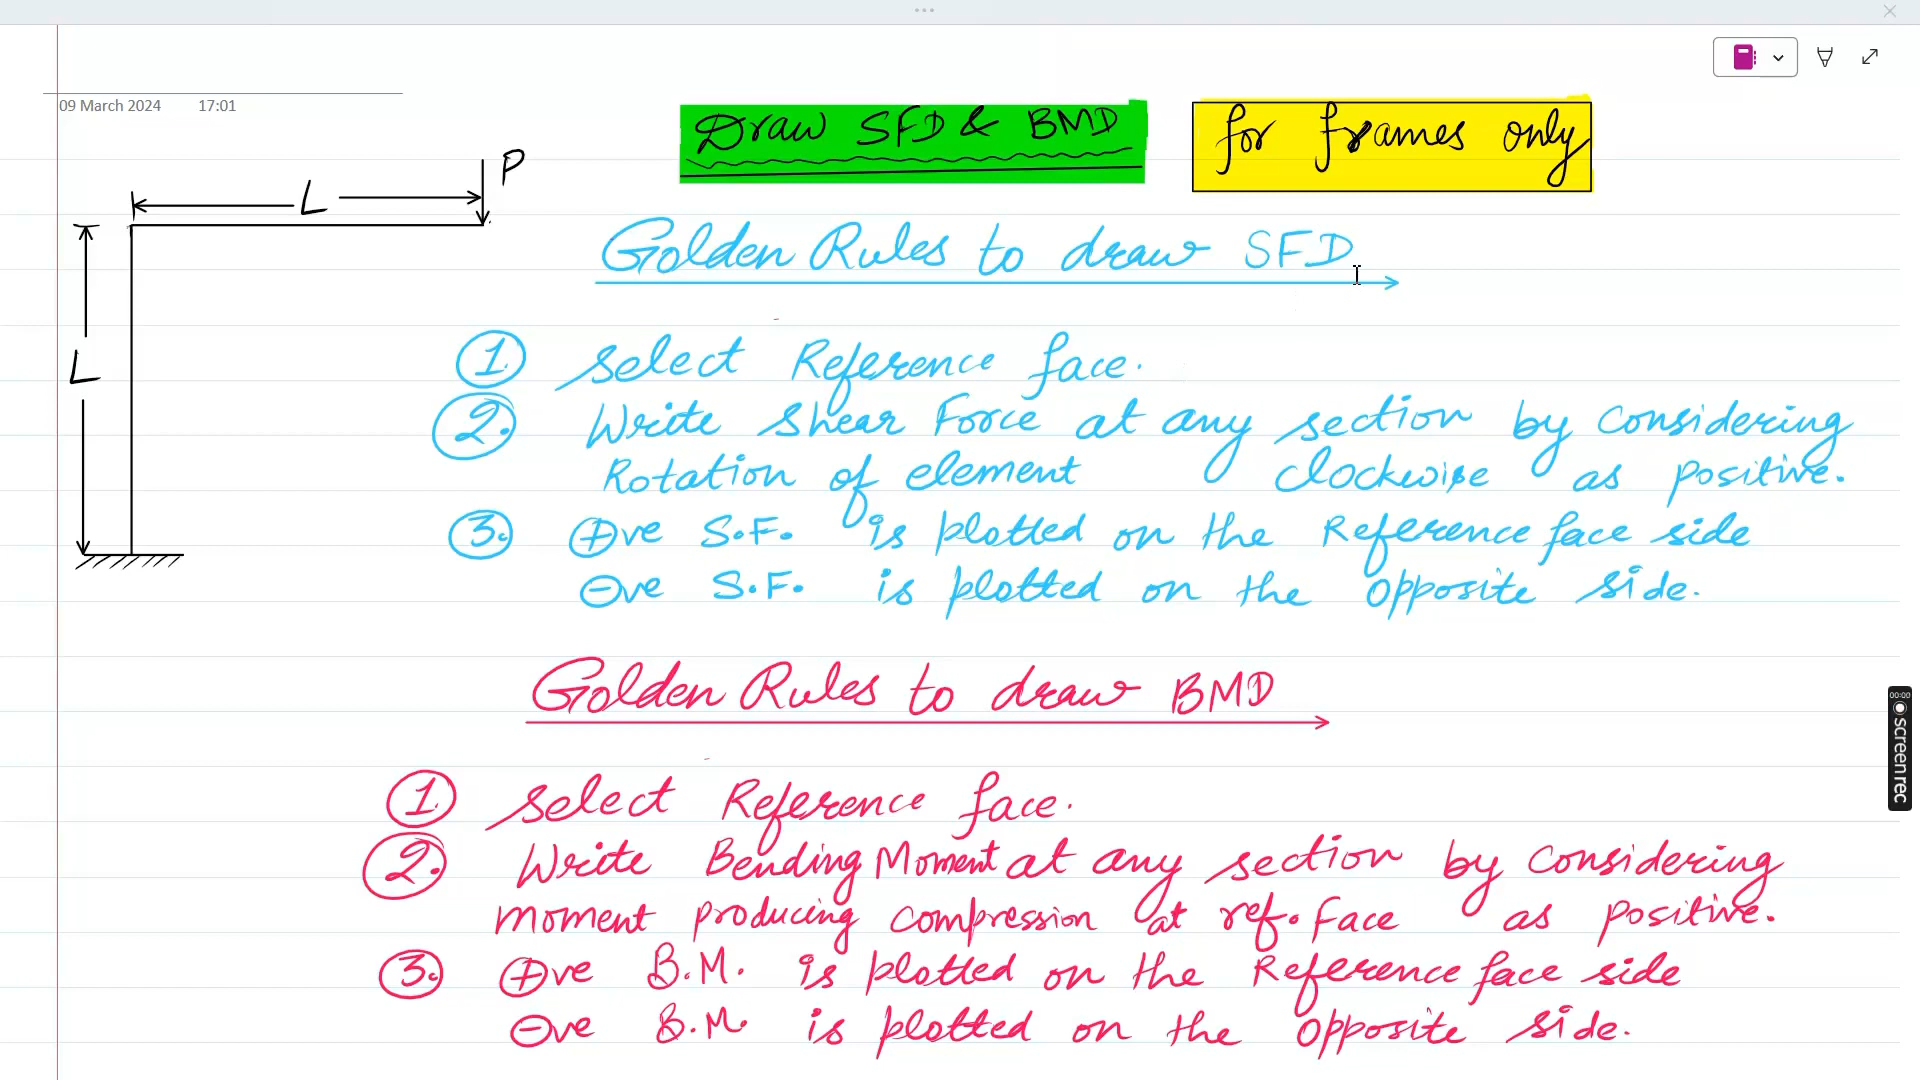 09 March 2024 17:01
Draw SFD & BMD for frames only
P
L
L
Golden Rules to draw SFD
1. Select Reference face.
2. Write Shear Force at any section by Considering
Rotation of element clockwise as positive.
3. ⊕ve S.F. is plotted on the Reference face side
⊖ve S.F. is plotted on the opposite side.
Golden Rules to draw BMD
1. Select Reference face.
2. Write Bending Moment at any section by Considering
moment producing compression at ref. Face as positive.
3. ⊕ve B.M. is plotted on the Reference face side
⊖ve B.M. is plotted on the opposite side.
00:00
screenrec